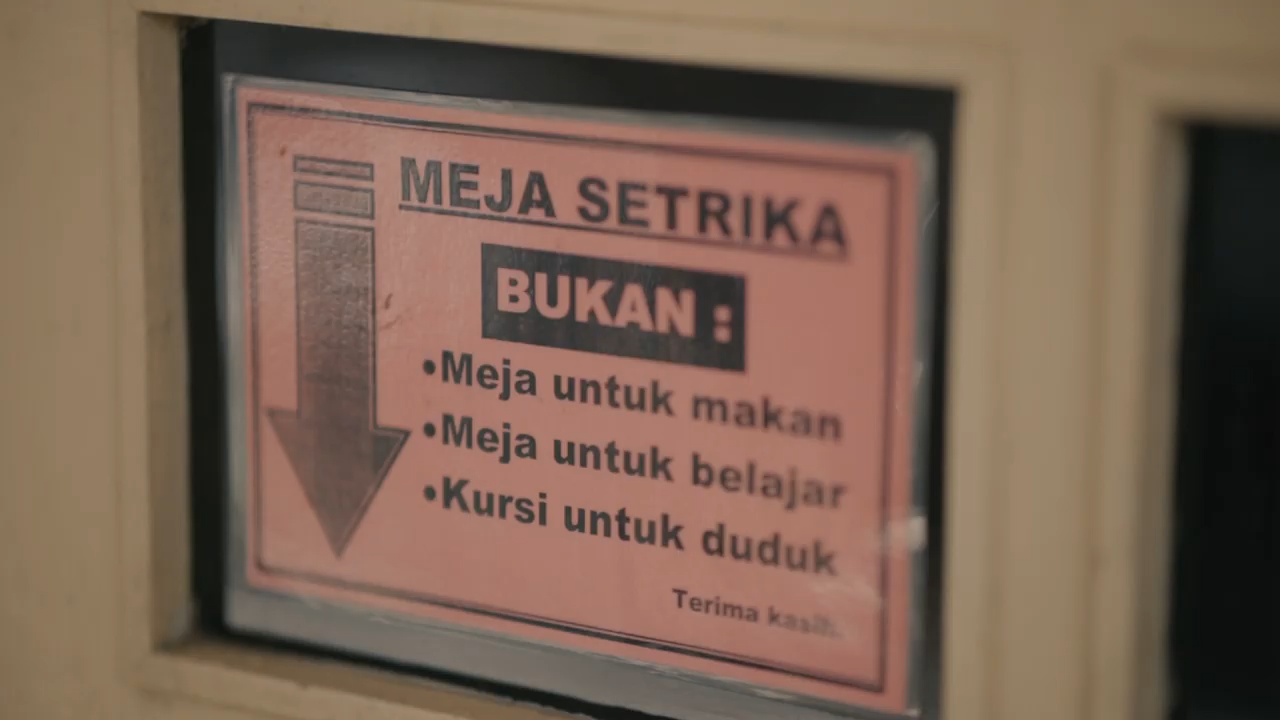 MEJA SETRIKA
BUKAN :
•Meja untuk makan
•Meja untuk belajar
•Kursi untuk duduk
Terima kasih.